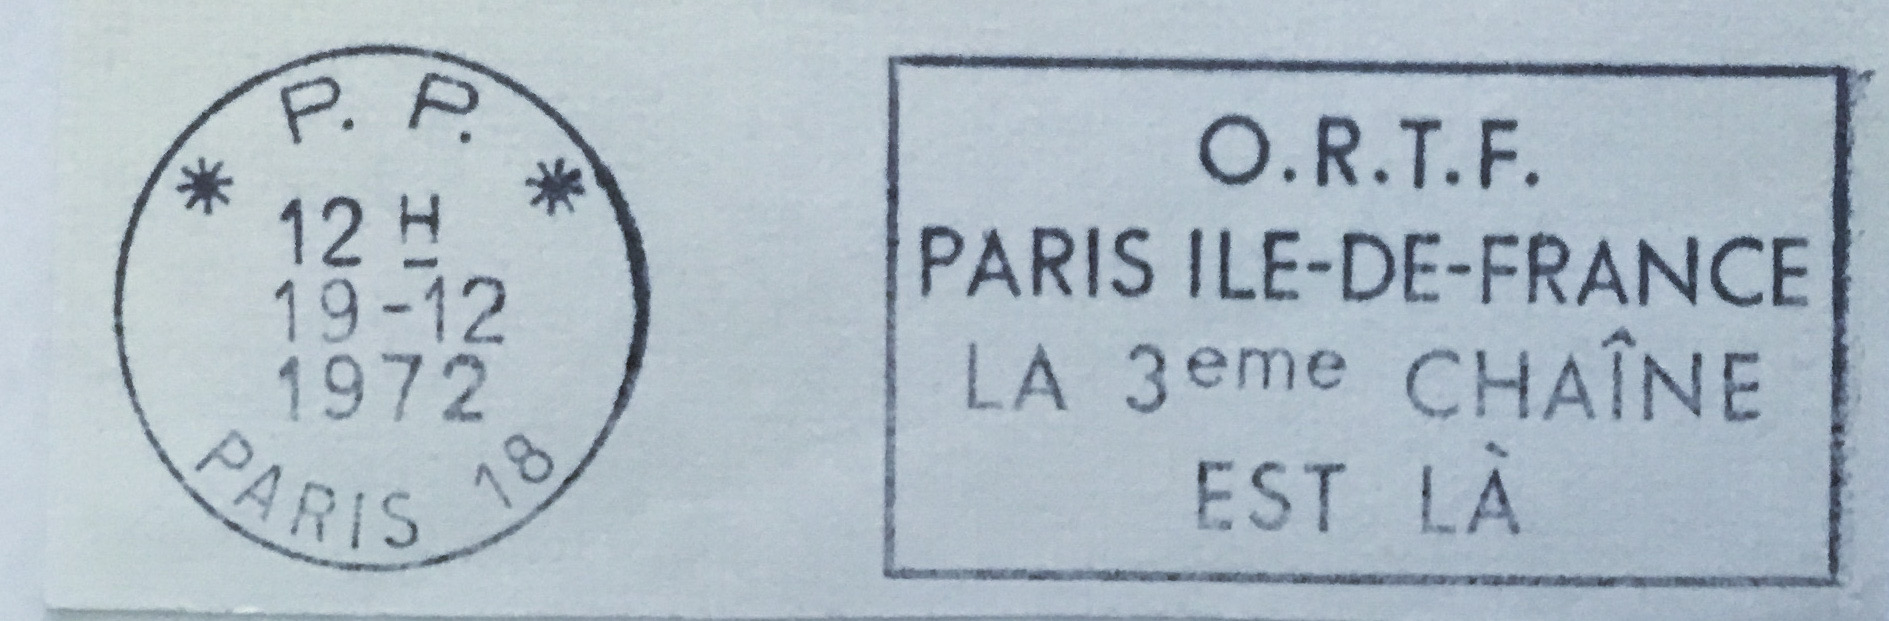 P. P.
* *
12 H
19-12
1972
PARIS 18
O.R.T.F.
PARIS ILE-DE-FRANCE
LA 3eme CHAÎNE
EST LÀ